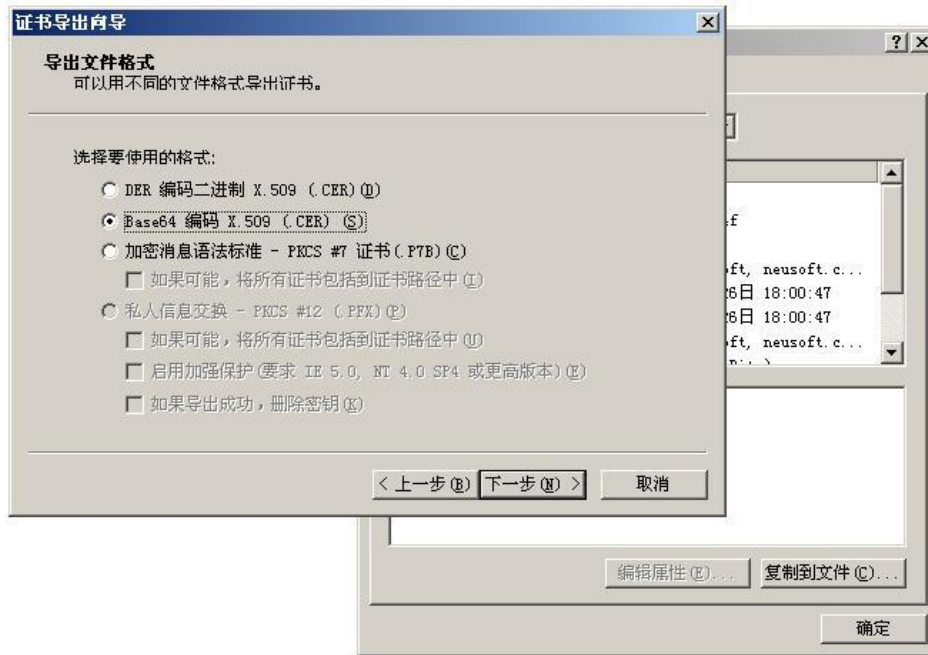 证书导出向导
导出文件格式
可以用不同的文件格式导出证书。
选择要使用的格式:
DER 编码二进制 X.509 (.CER)(D)
Base64 编码 X.509 (.CER) (S)
加密消息语法标准 - PKCS #7 证书(.P7B)(C)
如果可能，将所有证书包括到证书路径中(I)
私人信息交换 - PKCS #12 (.PFX)(P)
如果可能，将所有证书包括到证书路径中(U)
启用加强保护(要求 IE 5.0, NT 4.0 SP4 或更高版本)(E)
如果导出成功，删除密钥(K)
< 上一步(B) 下一步(N) > 取消
ft, neusoft.c...
6日 18:00:47
6日 18:00:47
ft, neusoft.c...
编辑属性(E)... 复制到文件(C)...
确定